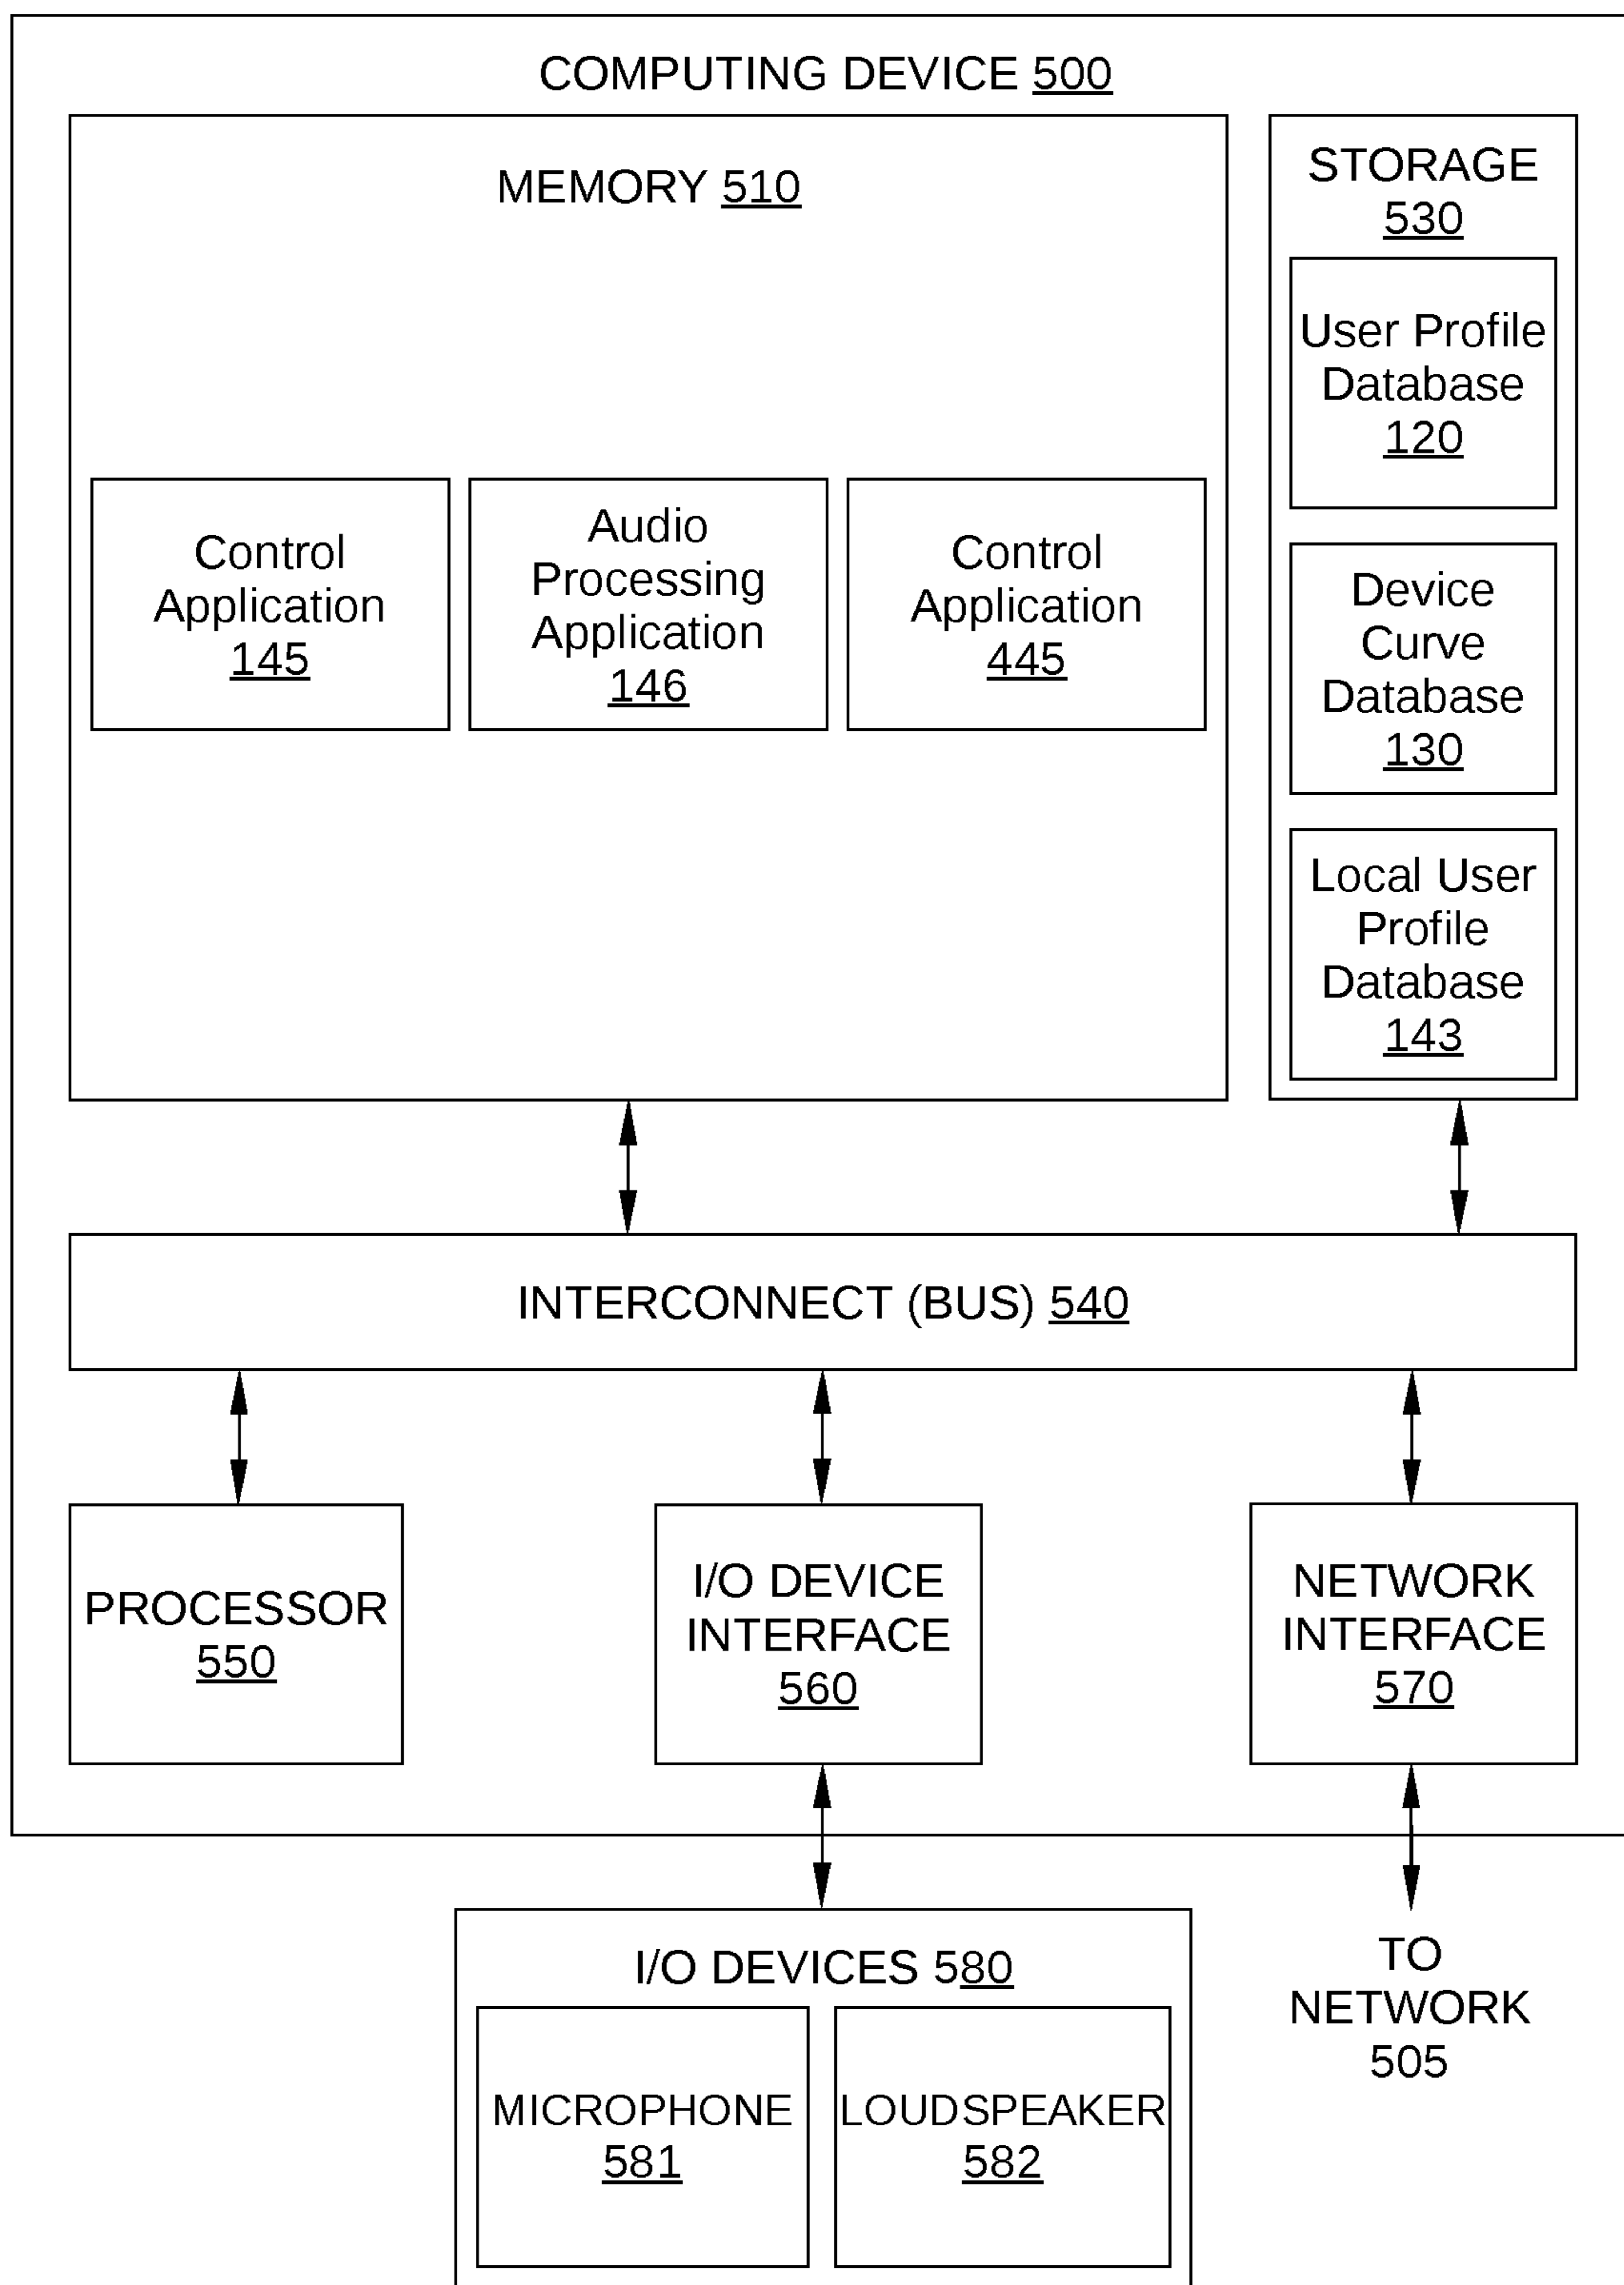 COMPUTING DEVICE 500
MEMORY 510
Control
Application
145
Audio
Processing
Application
146
Control
Application
445
STORAGE
530
User Profile
Database
120
Device
Curve
Database
130
Local User
Profile
Database
143
INTERCONNECT (BUS) 540
PROCESSOR
550
I/O DEVICE
INTERFACE
560
NETWORK
INTERFACE
570
I/O DEVICES 580
MICROPHONE
581
LOUDSPEAKER
582
TO
NETWORK
505